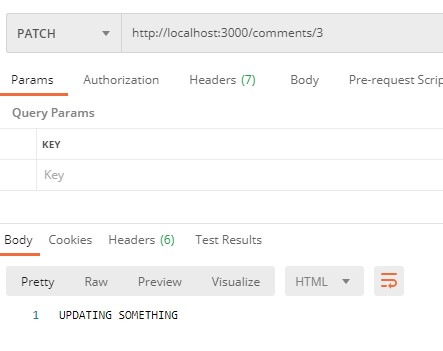 PATCH http://localhost:3000/comments/3
Params Authorization Headers (7) Body Pre-request Scrip
Query Params
KEY
Key
Body Cookies Headers (6) Test Results
Pretty Raw Preview Visualize HTML
1 UPDATING SOMETHING